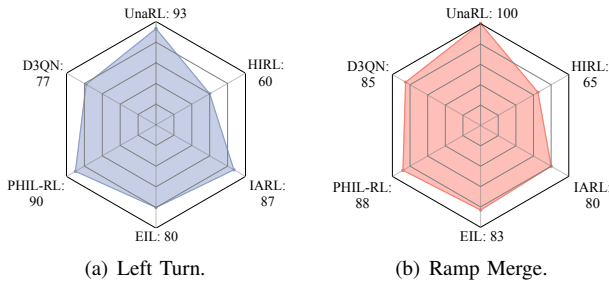 UnaRL: 93
HIRL:
60
IARL:
87
EIL: 80
PHIL-RL:
90
D3QN:
77
(a) Left Turn.
UnaRL: 100
HIRL:
65
IARL:
80
EIL: 83
PHIL-RL:
88
D3QN:
85
(b) Ramp Merge.